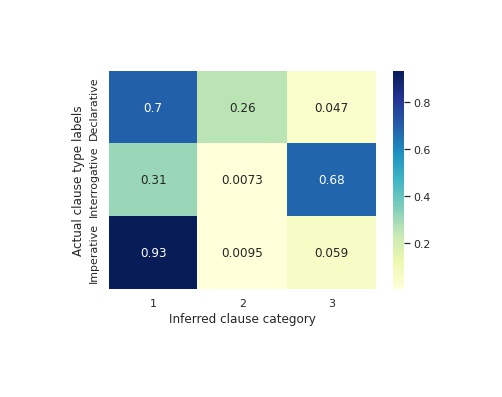 Actual clause type labels
Declarative
0.7 0.26 0.047
Interrogative
0.31 0.0073 0.68
Imperative
0.93 0.0095 0.059
1 2 3
Inferred clause category
0.8
0.6
0.4
0.2